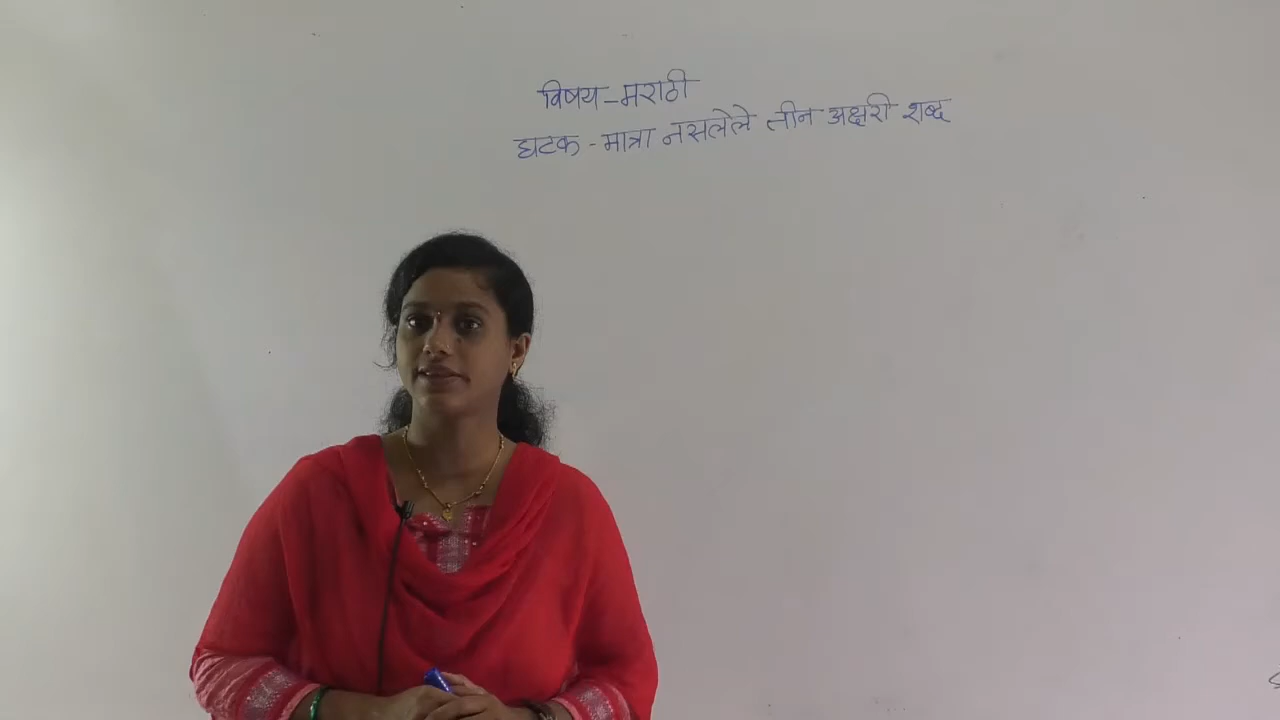 विषय-मराठी
घटक - मात्रा नसलेले तीन अक्षरी शब्द